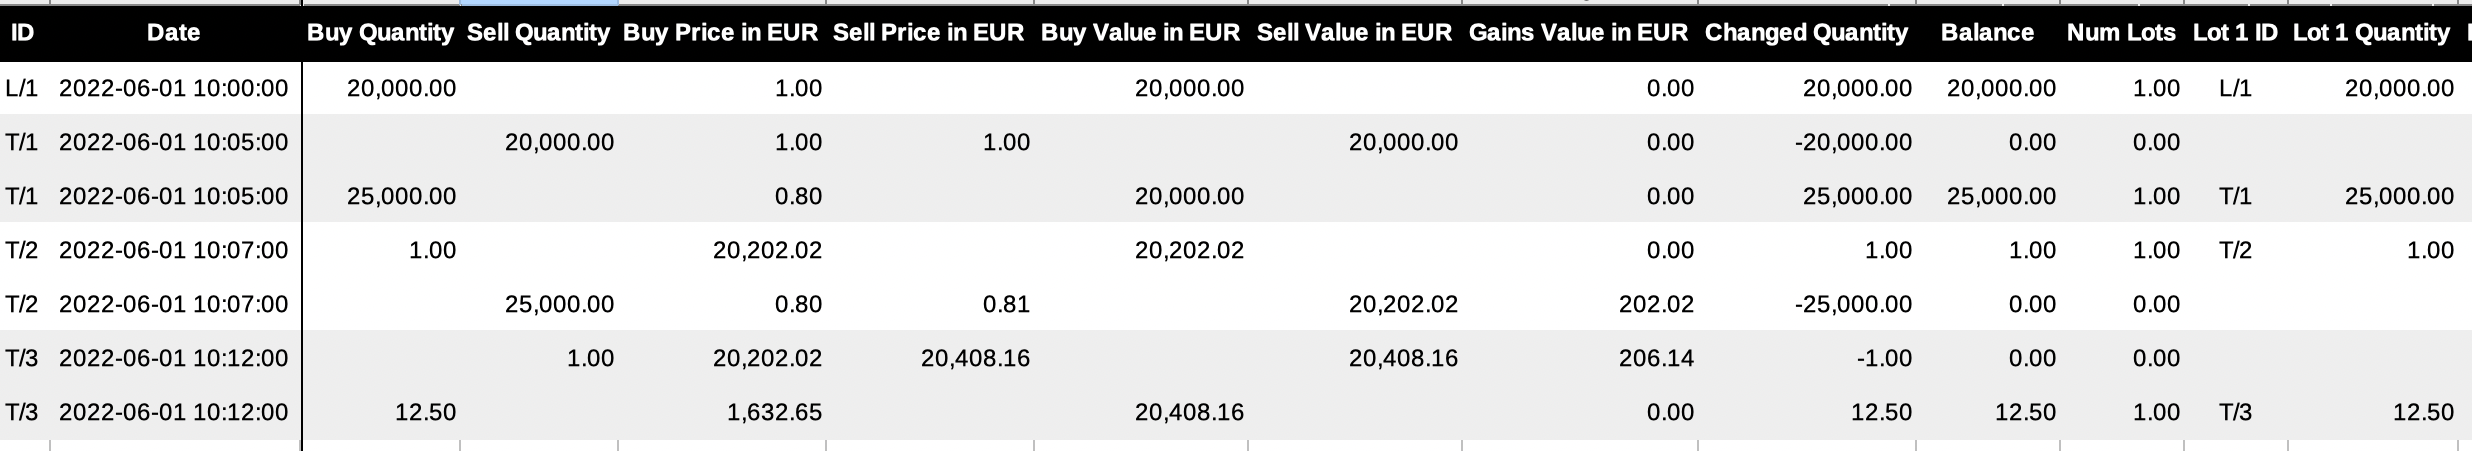 ID Date Buy Quantity Sell Quantity Buy Price in EUR Sell Price in EUR Buy Value in EUR Sell Value in EUR Gains Value in EUR Changed Quantity Balance Num Lots Lot 1 ID Lot 1 Quantity
L/1 2022-06-01 10:00:00 20,000.00 1.00 20,000.00 0.00 20,000.00 20,000.00 1.00 L/1 20,000.00
T/1 2022-06-01 10:05:00 20,000.00 1.00 1.00 20,000.00 0.00 -20,000.00 0.00 0.00
T/1 2022-06-01 10:05:00 25,000.00 0.80 20,000.00 0.00 25,000.00 25,000.00 1.00 T/1 25,000.00
T/2 2022-06-01 10:07:00 1.00 20,202.02 20,202.02 0.00 1.00 1.00 1.00 T/2 1.00
T/2 2022-06-01 10:07:00 25,000.00 0.80 0.81 20,202.02 202.02 -25,000.00 0.00 0.00
T/3 2022-06-01 10:12:00 1.00 20,202.02 20,408.16 20,408.16 206.14 -1.00 0.00 0.00
T/3 2022-06-01 10:12:00 12.50 1,632.65 20,408.16 0.00 12.50 12.50 1.00 T/3 12.50